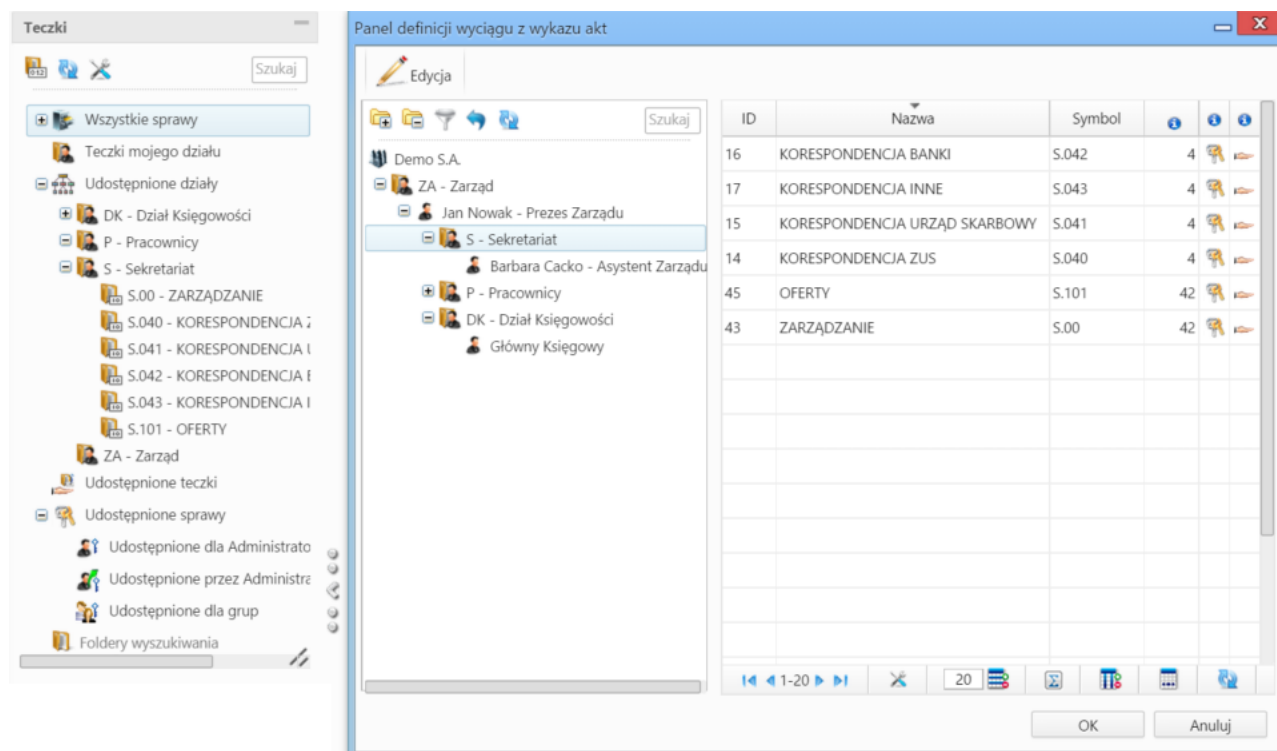 Teczki
Szukaj
Wszystkie sprawy
Teczki mojego działu
Udostępnione działy
DK - Dział Księgowości
P - Pracownicy
S - Sekretariat
S.00 - ZARZĄDZANIE
S.040 - KORESPONDENCJA
S.041 - KORESPONDENCJA
S.042 - KORESPONDENCJA
S.043 - KORESPONDENCJA
S.101 - OFERTY
ZA - Zarząd
Udostępnione teczki
Udostępnione sprawy
Udostępnione dla Administrato
Udostępnione przez Administra
Udostępnione dla grup
Foldery wyszukiwania
Panel definicji wyciągu z wykazu akt
Edycja
Szukaj
Demo S.A.
ZA - Zarząd
Jan Nowak - Prezes Zarządu
S - Sekretariat
Barbara Cacko - Asystent Zarządu
P - Pracownicy
DK - Dział Księgowości
Główny Księgowy
ID Nazwa Symbol
16 KORESPONDENCJA BANKI S.042 4
17 KORESPONDENCJA INNE S.043 4
15 KORESPONDENCJA URZĄD SKARBOWY S.041 4
14 KORESPONDENCJA ZUS S.040 4
45 OFERTY S.101 42
43 ZARZĄDZANIE S.00 42
1-20 20
OK Anuluj